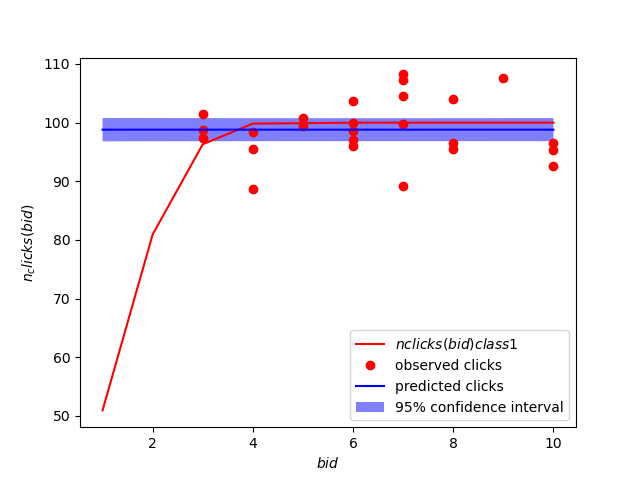 110
100
90
80
70
60
50
n_clicks(bid)
2
4
6
8
10
bid
nclicks(bid)class1
observed clicks
predicted clicks
95% confidence interval